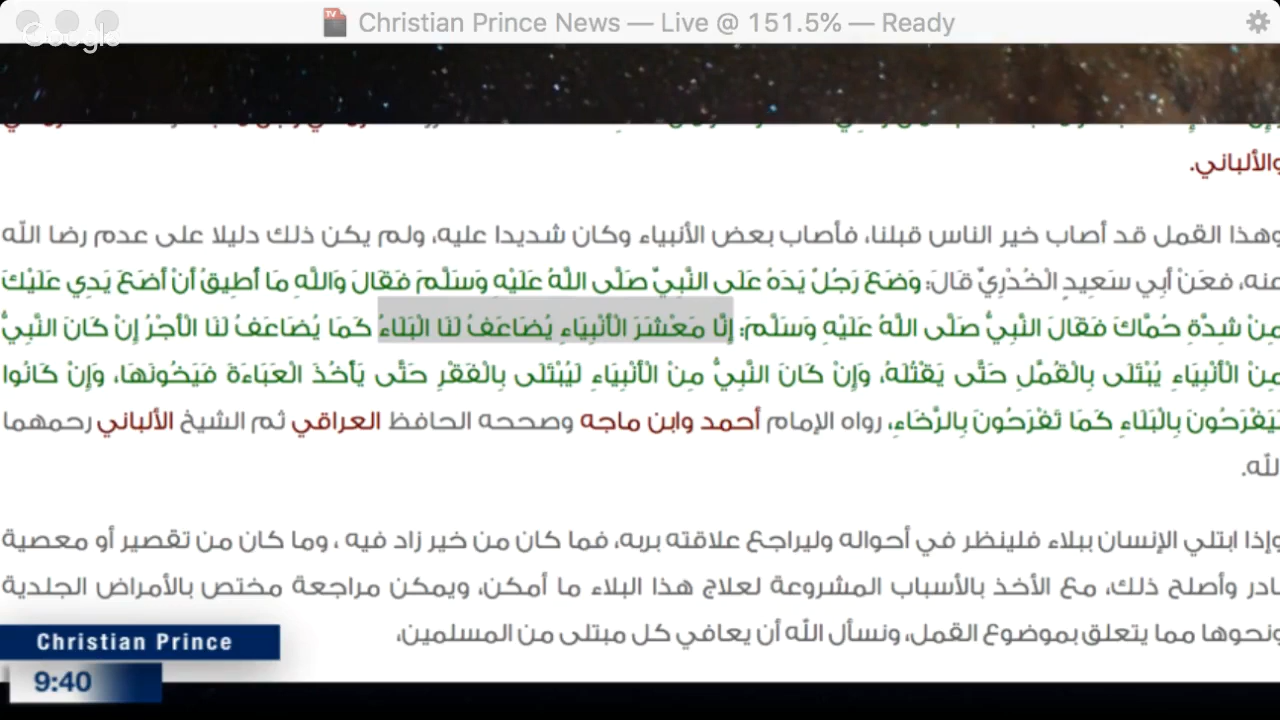 Christian Prince News — Live @ 151.5% — Ready
Google
والألباني.
وهذا القمل قد أصاب خير الناس قبلنا، فأصاب بعض الأنبياء وكان شديدا عليه، ولم يكن ذلك دليلا على عدم رضا الله
عنه، فعَنْ أَبِي سَعِيدٍ الْخُدْرِيِّ قَالَ: وَضَعَ رَجُلٌ يَدَهُ عَلَى النَّبِيِّ صَلَّى اللَّهُ عَلَيْهِ وَسَلَّمَ فَقَالَ وَاللَّهِ مَا أُطِيقُ أَنْ أَضَعَ يَدِي عَلَيْكَ
مِنْ شِدَّةِ حُمَّاكَ فَقَالَ النَّبِيُّ صَلَّى اللَّهُ عَلَيْهِ وَسَلَّمَ: إِنَّا مَعْشَرَ الْأَنْبِيَاءِ يُضَاعَفُ لَنَا الْبَلَاءُ كَمَا يُضَاعَفُ لَنَا الْأَجْرُ إِنْ كَانَ النَّبِيُّ
مِنْ الْأَنْبِيَاءِ يُبْتَلَى بِالْقُمَّلِ حَتَّى يَقْتُلَهُ، وَإِنْ كَانَ النَّبِيُّ مِنْ الْأَنْبِيَاءِ لَيُبْتَلَى بِالْفَقْرِ حَتَّى يَأْخُذَ الْعَبَاءَةَ فَيَخُونَهَا، وَإِنْ كَانُوا
لَيَفْرَحُونَ بِالْبَلَاءِ كَمَا تَفْرَحُونَ بِالرَّخَاءِ، رواه الإمام أحمد وابن ماجه وصححه الحافظ العراقي ثم الشيخ الألباني رحمهما
الله.
وإذا ابتلي الإنسان ببلاء فلينظر في أحواله وليراجع علاقته بربه، فما كان من خير زاد فيه ، وما كان من تقصير أو معصية
بادر وأصلح ذلك، مع الأخذ بالأسباب المشروعة لعلاج هذا البلاء ما أمكن، ويمكن مراجعة مختص بالأمراض الجلدية
ونحوها مما يتعلق بموضوع القمل، ونسأل الله أن يعافي كل مبتلى من المسلمين،
Christian Prince
9:40